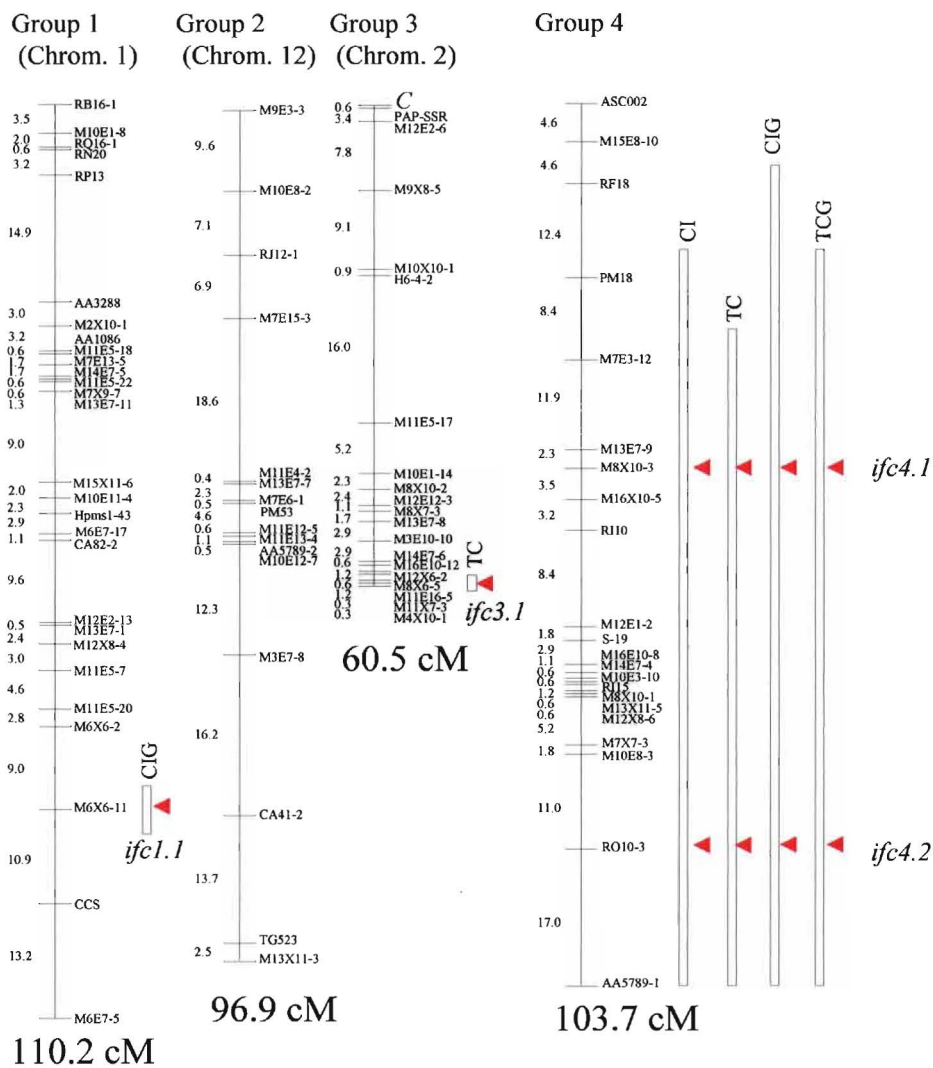 Group 1
(Chrom. 1)
3.5
2.0
0.6
3.2
14.9
3.0
3.2
0.6
1.7
1.7
0.6
0.6
1.3
9.0
2.0
2.3
2.9
1.1
9.6
0.5
2.4
3.0
4.6
2.8
9.0
10.9
13.2
RB16-1
M10E1-8
RQ16-1
RN20
RP13
AA3288
M2X10-1
AA1086
M11E5-18
M7E13-5
M14E7-5
M11E5-22
M7X9-7
M13E7-11
M15X11-6
M10E11-4
Hpms1-43
M6E7-17
CA82-2
M12E2-13
M13E7-1
M12X8-4
M11E5-7
M11E5-20
M6X6-2
M6X6-11
CCS
M6E7-5
CIG
ifc1.1
110.2 cM
Group 2
(Chrom. 12)
9.6
7.1
6.9
18.6
0.4
2.3
0.5
4.6
0.6
1.1
0.5
12.3
16.2
13.7
2.5
M9E3-3
M10E8-2
RJ12-1
M7E15-3
M11E4-2
M13E7-7
M7E6-1
PM53
M11E12-5
M11E13-4
AA5789-2
M10E12-7
M3E7-8
CA41-2
TG523
M13X11-3
96.9 cM
Group 3
(Chrom. 2)
0.6
3.4
7.8
9.1
0.9
16.0
5.2
2.3
2.4
1.1
1.7
2.9
2.9
0.6
1.2
0.6
1.2
0.3
0.3
C
PAP-SSR
M12E2-6
M9X8-5
M10X10-1
H6-4-2
M11E5-17
M10E1-14
M8X10-2
M12E12-3
M8X7-3
M13E7-8
M3E10-10
M14E7-6
M16E10-12
M12X6-2
M8X6-5
M11E16-5
M11X7-3
M4X10-1
TC
ifc3.1
60.5 cM
Group 4
4.6
4.6
12.4
8.4
11.9
2.3
3.5
3.2
8.4
1.8
2.9
1.1
0.6
0.6
1.2
0.6
0.6
5.2
1.8
11.0
17.0
ASC002
M15E8-10
RF18
PM18
M7E3-12
M13E7-9
M8X10-3
M16X10-5
RI10
M12E1-2
S-19
M16E10-8
M14E7-4
M10E3-10
RI15
M8X10-1
M13X11-5
M12X8-6
M7X7-3
M10E8-3
RO10-3
AA5789-1
CI
TC
CIG
TCG
ifc4.1
ifc4.2
103.7 cM